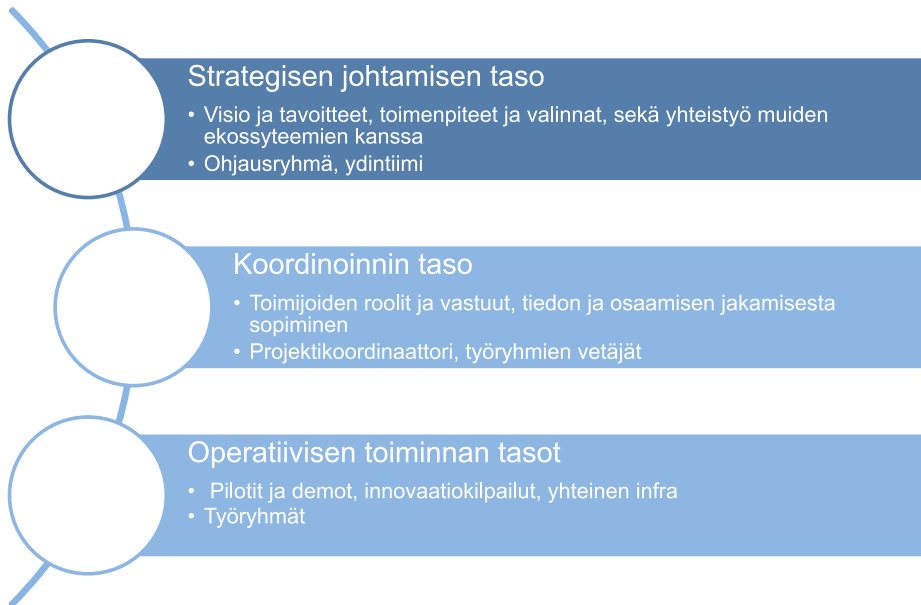 Strategisen johtamisen taso
• Visio ja tavoitteet, toimenpiteet ja valinnat, sekä yhteistyö muiden
ekossyteemien kanssa
• Ohjausryhmä, ydintiimi
Koordinoinnin taso
• Toimijoiden roolit ja vastuut, tiedon ja osaamisen jakamisesta
sopiminen
• Projektikoordinaattori, työryhmien vetäjät
Operatiivisen toiminnan tasot
• Pilotit ja demot, innovaatiokilpailut, yhteinen infra
• Työryhmät